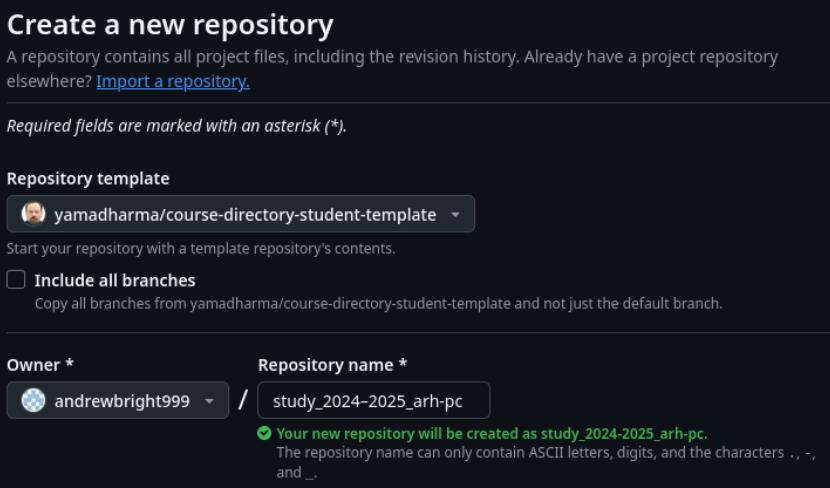 Create a new repository
A repository contains all project files, including the revision history. Already have a project repository
elsewhere? Import a repository.
Required fields are marked with an asterisk (*).
Repository template
yamadharma/course-directory-student-template
Start your repository with a template repository's contents.
Include all branches
Copy all branches from yamadharma/course-directory-student-template and not just the default branch.
Owner * Repository name *
andrewbright999 / study_2024–2025_arh-pc
Your new repository will be created as study_2024-2025_arh-pc.
The repository name can only contain ASCII letters, digits, and the characters ., -,
and _.